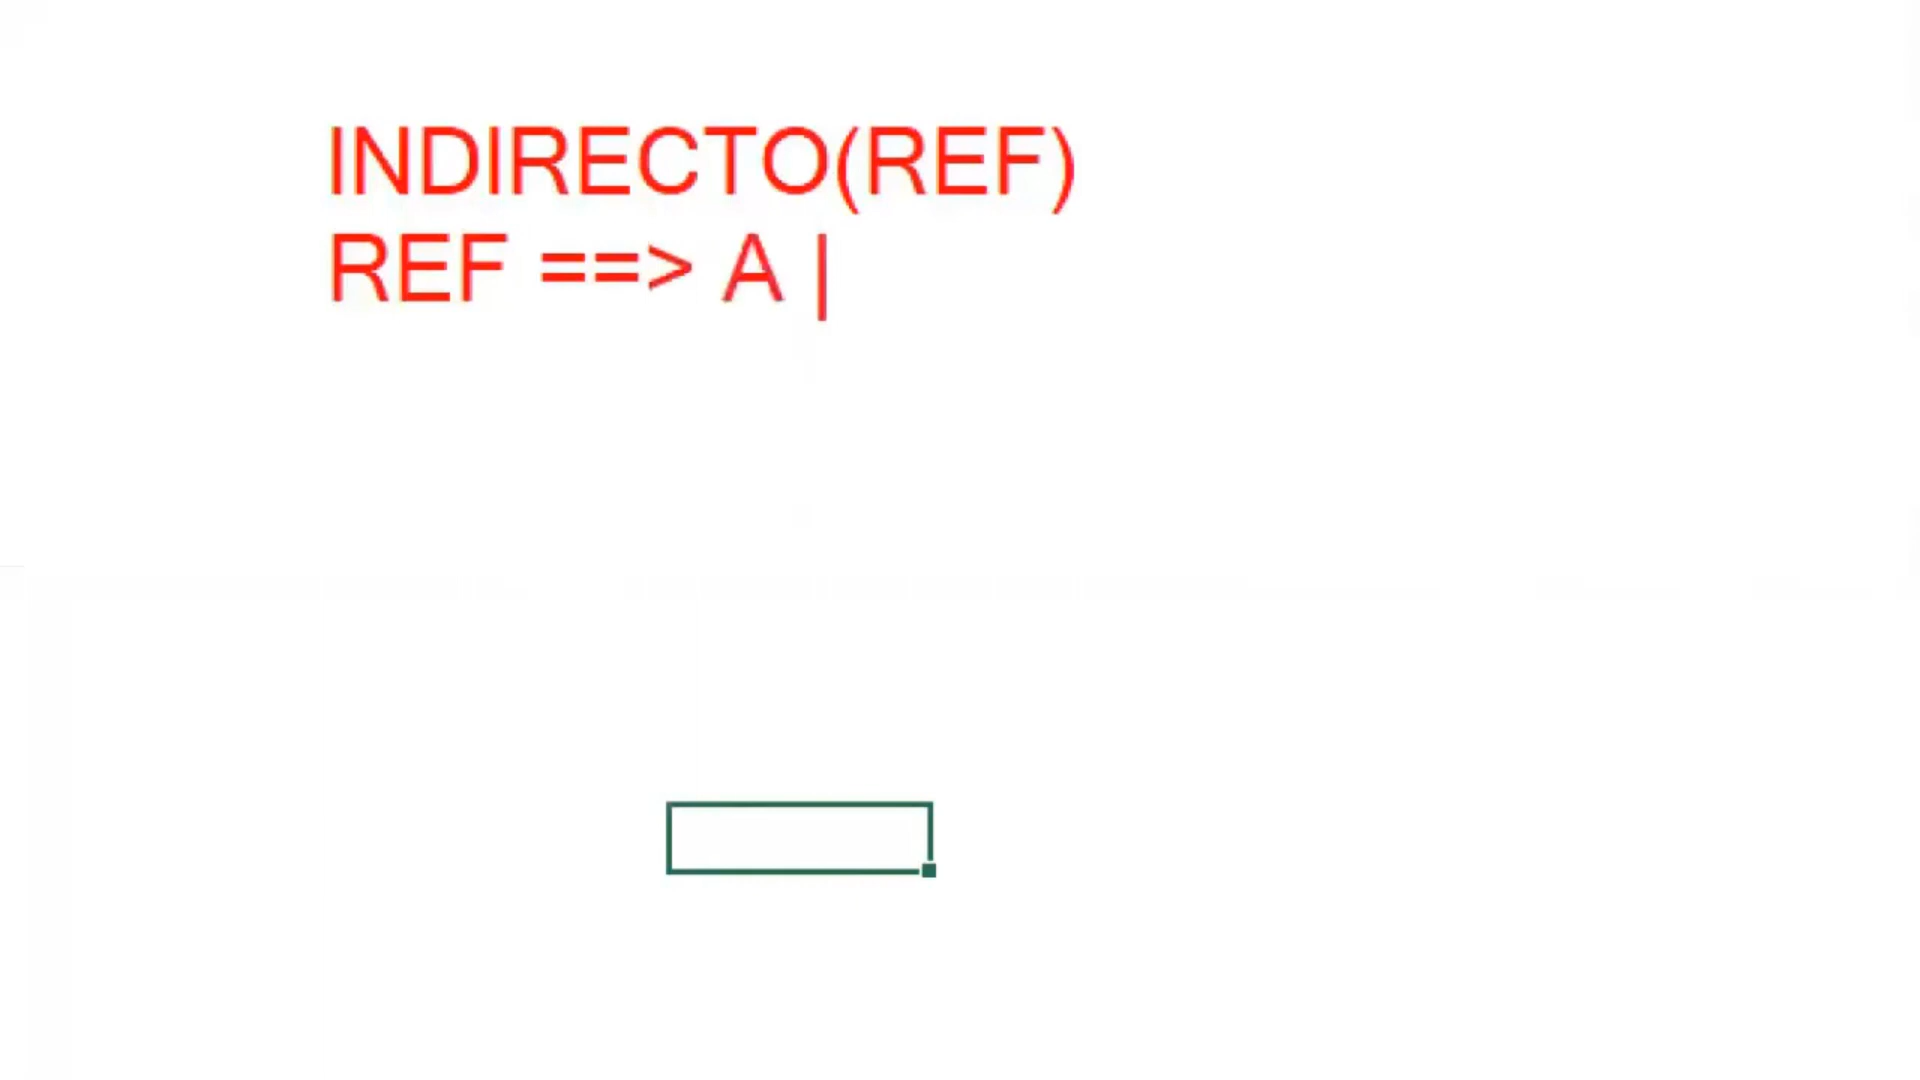 INDIRECTO(REF)
REF ==> A |